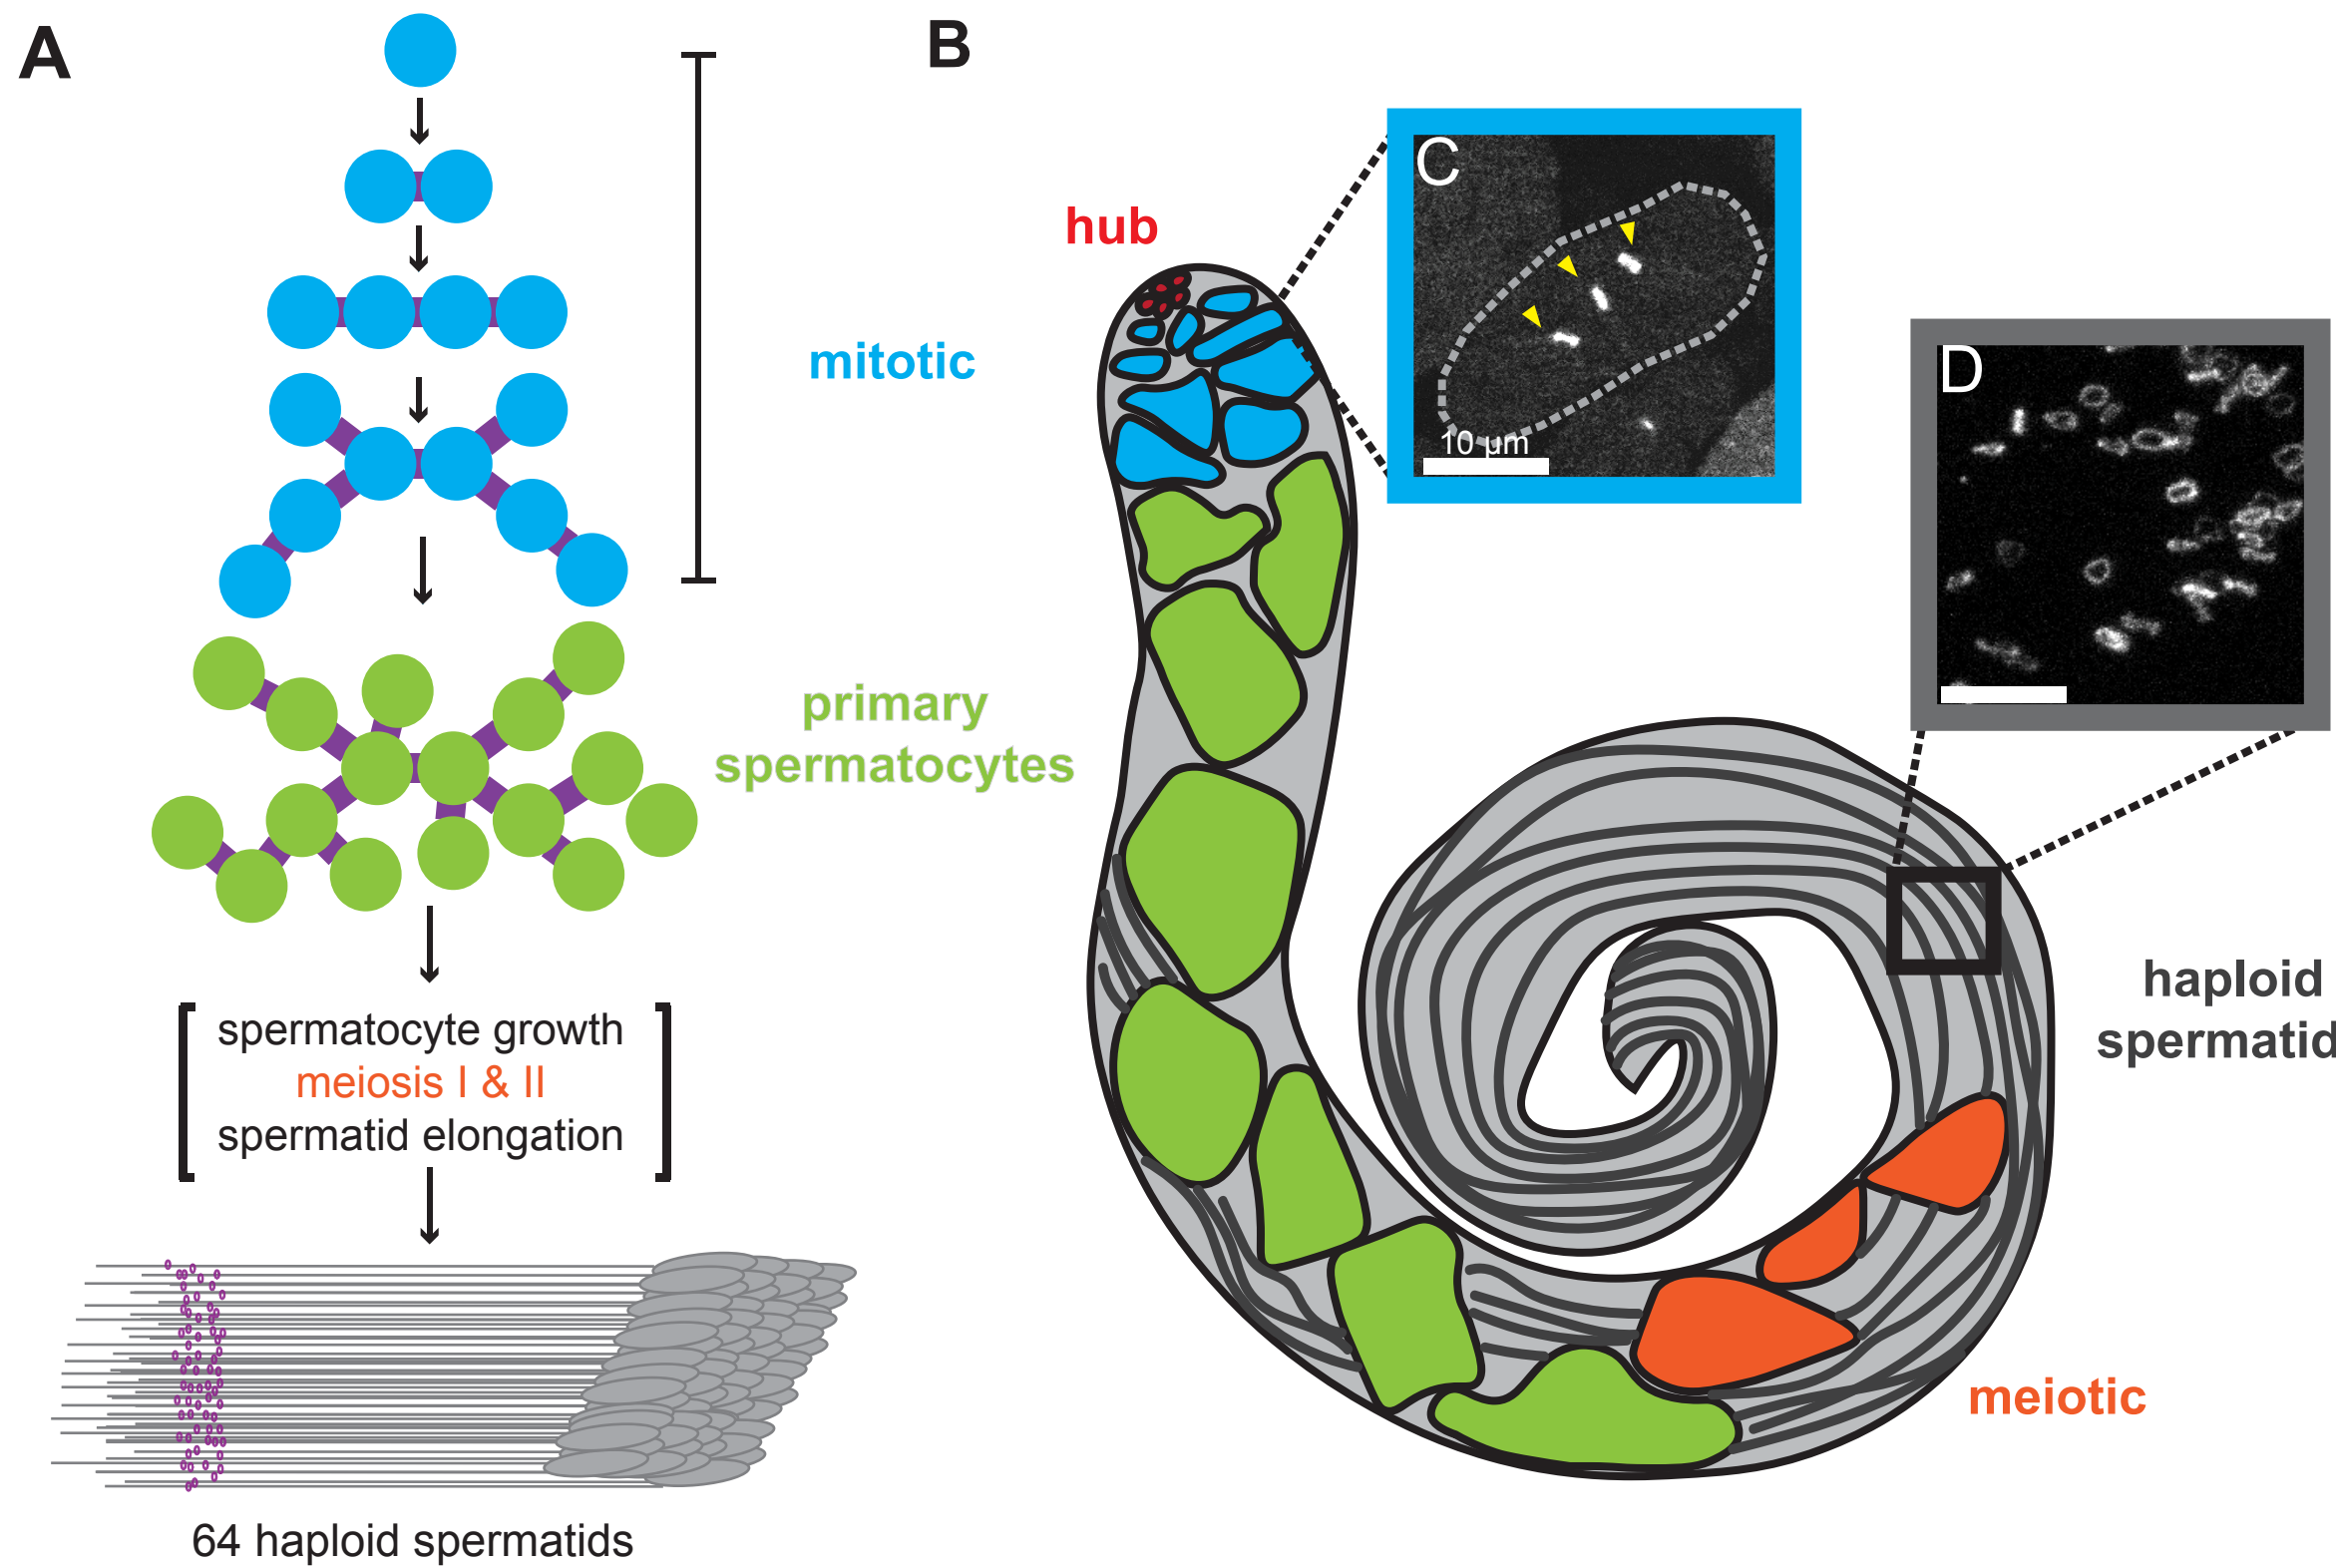 A
B
hub
mitotic
C
10 µm
D
primary
spermatocytes
haploid
spermatid
spermatocyte growth
meiosis I & II
spermatid elongation
meiotic
64 haploid spermatids